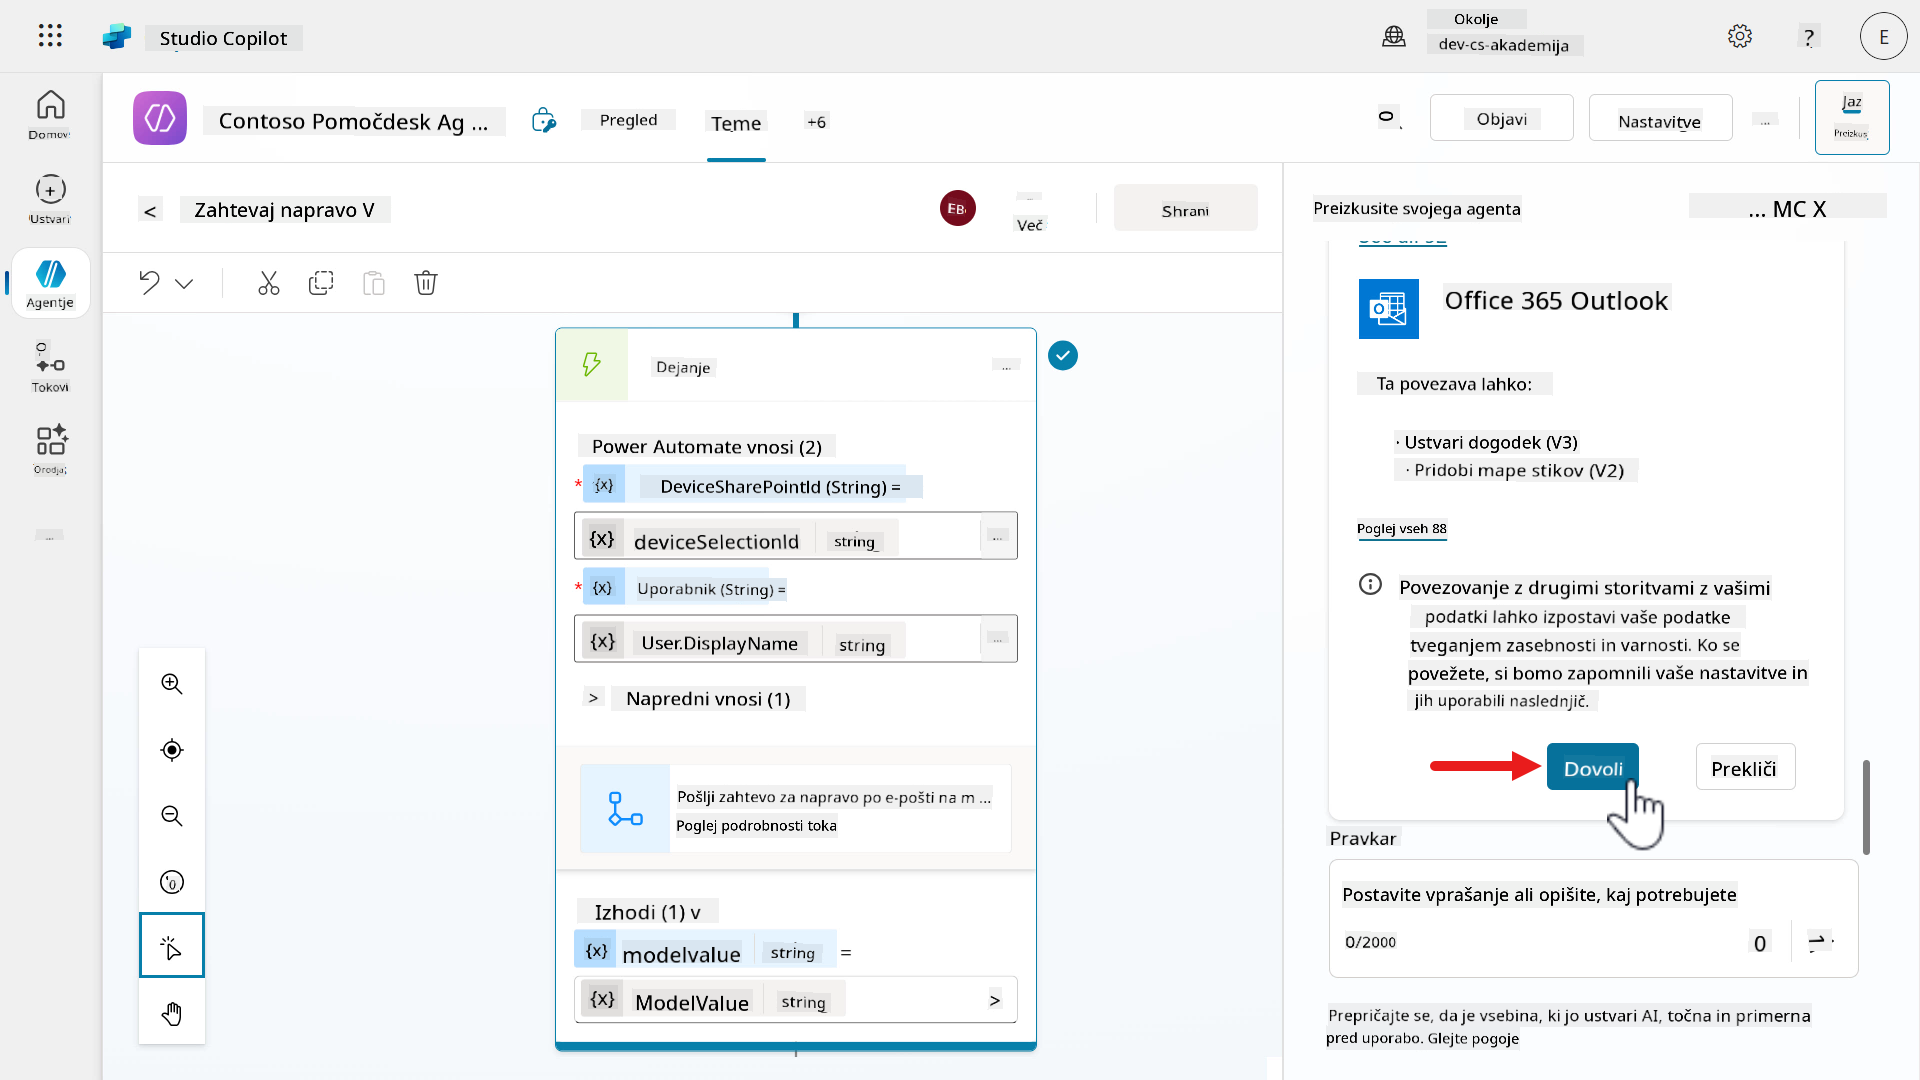 Studio Copilot
Okolje
dev-cs-akademija
?
E
Domov
Ustvari
Agentje
Tokovi
Orodja
...
Contoso Pomočdesk Ag ...
Pregled
Teme
+6
Objavi
Nastavitve
...
Jaz
Preizkus
< Zahtevaj napravo V
EB
Več
Shrani
Dejanje
...
Power Automate vnosi (2)
* {x} DeviceSharePointId (String) =
{x} deviceSelectionId string ...
* {x} Uporabnik (String) =
{x} User.DisplayName string ...
> Napredni vnosi (1)
Pošlji zahtevo za napravo po e-pošti na m ...
Poglej podrobnosti toka
Izhodi (1) v
{x} modelvalue string =
{x} ModelValue string >
Preizkusite svojega agenta
... MC X
Office 365 Outlook
Ta povezava lahko:
· Ustvari dogodek (V3)
· Pridobi mape stikov (V2)
Poglej vseh 88
Povezovanje z drugimi storitvami z vašimi
podatki lahko izpostavi vaše podatke
tveganjem zasebnosti in varnosti. Ko se
povežete, si bomo zapomnili vaše nastavitve in
jih uporabili naslednjič.
Dovoli
Prekliči
Pravkar
Postavite vprašanje ali opišite, kaj potrebujete
0/2000
0
Prepričajte se, da je vsebina, ki jo ustvari AI, točna in primerna
pred uporabo. Glejte pogoje